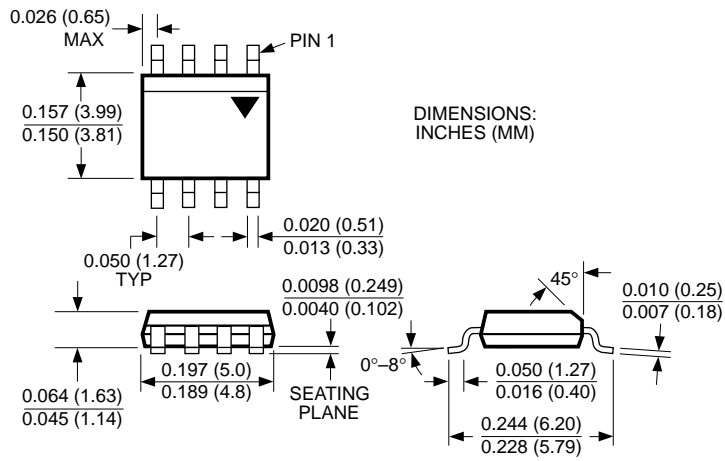 0.026 (0.65)
MAX
PIN 1
0.157 (3.99)
0.150 (3.81)
DIMENSIONS:
INCHES (MM)
0.020 (0.51)
0.013 (0.33)
0.050 (1.27)
TYP
0.0098 (0.249)
0.0040 (0.102)
45°
0.010 (0.25)
0.007 (0.18)
0°–8°
0.064 (1.63)
0.045 (1.14)
0.197 (5.0)
0.189 (4.8)
SEATING
PLANE
0.050 (1.27)
0.016 (0.40)
0.244 (6.20)
0.228 (5.79)